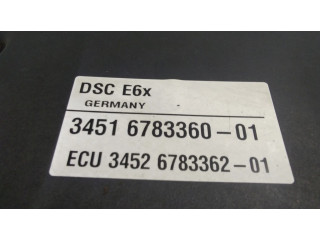 DSC E6x
GERMANY
3451 6783360-01
ECU 3452 6783362-01